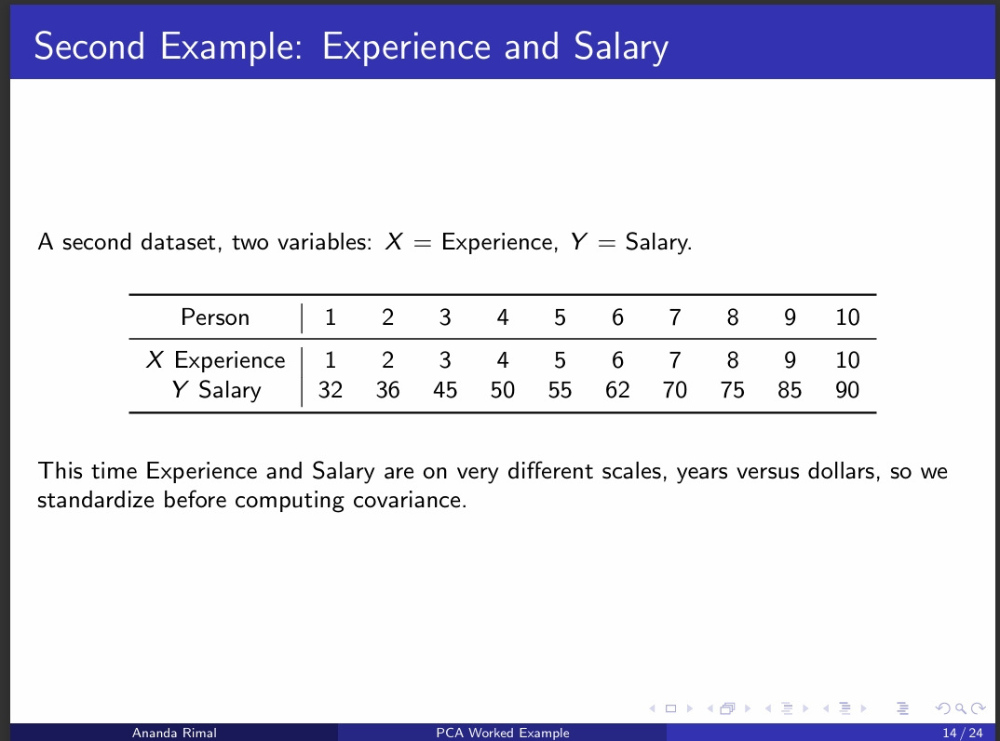 Second Example: Experience and Salary
A second dataset, two variables: X = Experience, Y = Salary.
Person 1 2 3 4 5 6 7 8 9 10
X Experience 1 2 3 4 5 6 7 8 9 10
Y Salary 32 36 45 50 55 62 70 75 85 90
This time Experience and Salary are on very different scales, years versus dollars, so we
standardize before computing covariance.
Ananda Rimal PCA Worked Example 14 / 24